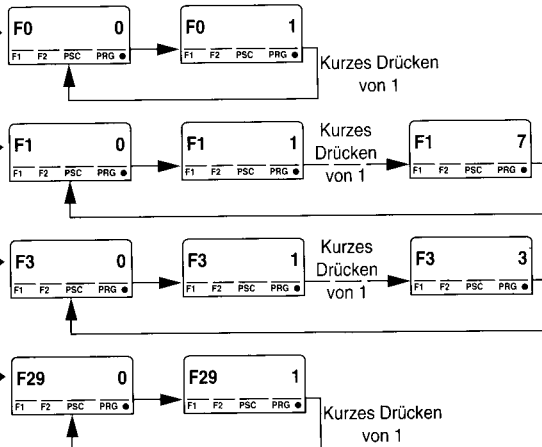 F0 0 F0 1
F1 F2 PSC PRG F1 F2 PSC PRG
Kurzes Drücken
von 1
F1 0 F1 1 Kurzes F1 7
Drücken
F1 F2 PSC PRG F1 F2 PSC PRG von 1 F1 F2 PSC PRG
F3 0 F3 1 Kurzes F3 3
Drücken
F1 F2 PSC PRG F1 F2 PSC PRG von 1 F1 F2 PSC PRG
F29 0 F29 1
F1 F2 PSC PRG F1 F2 PSC PRG
Kurzes Drücken
von 1